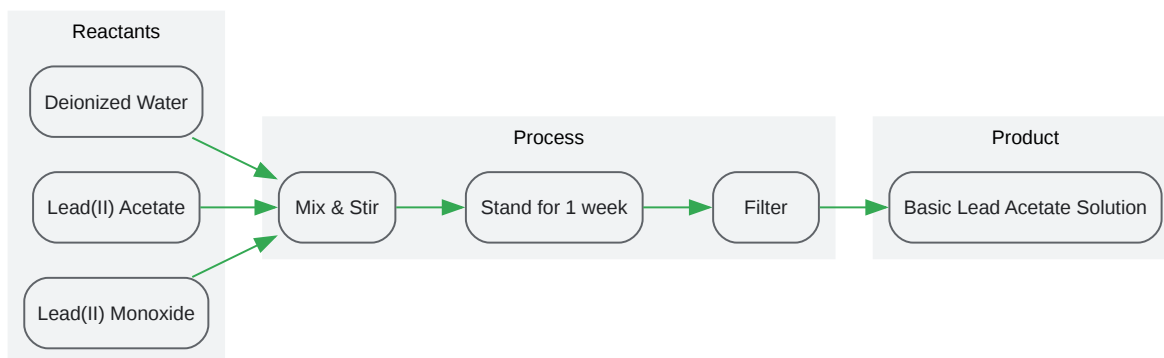 Reactants
Deionized Water
Lead(II) Acetate
Lead(II) Monoxide
Process
Mix & Stir
Stand for 1 week
Filter
Product
Basic Lead Acetate Solution